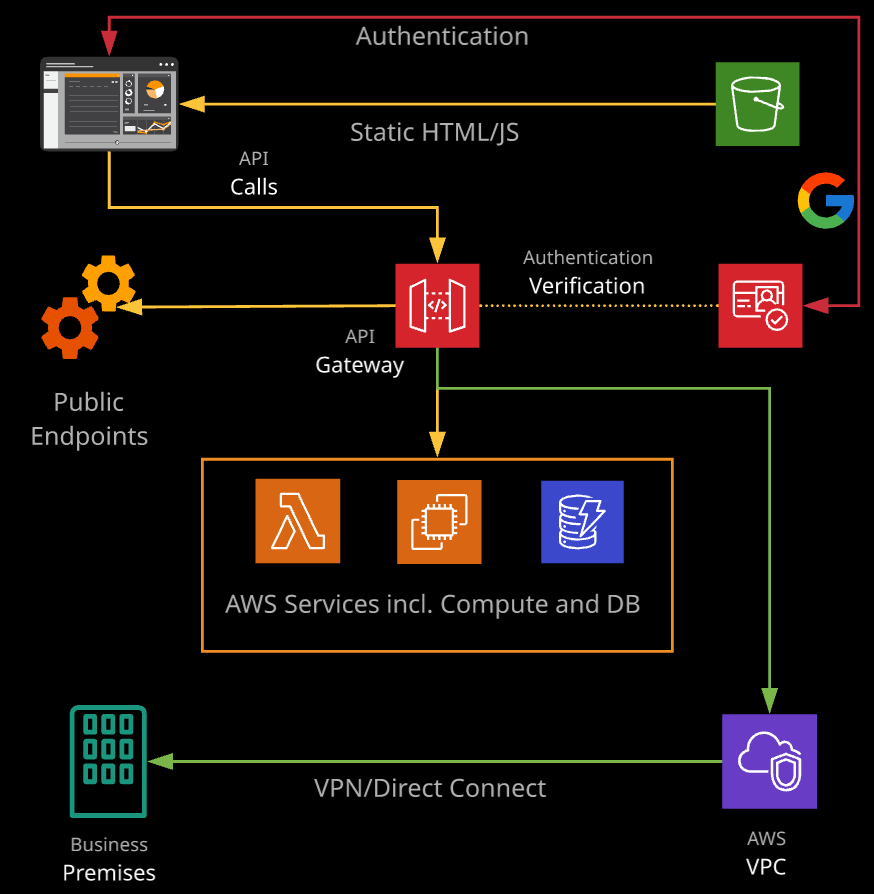 Authentication
Static HTML/JS
API
Calls
Authentication
Verification
API
Gateway
Public
Endpoints
AWS Services incl. Compute and DB
VPN/Direct Connect
Business
Premises
AWS
VPC